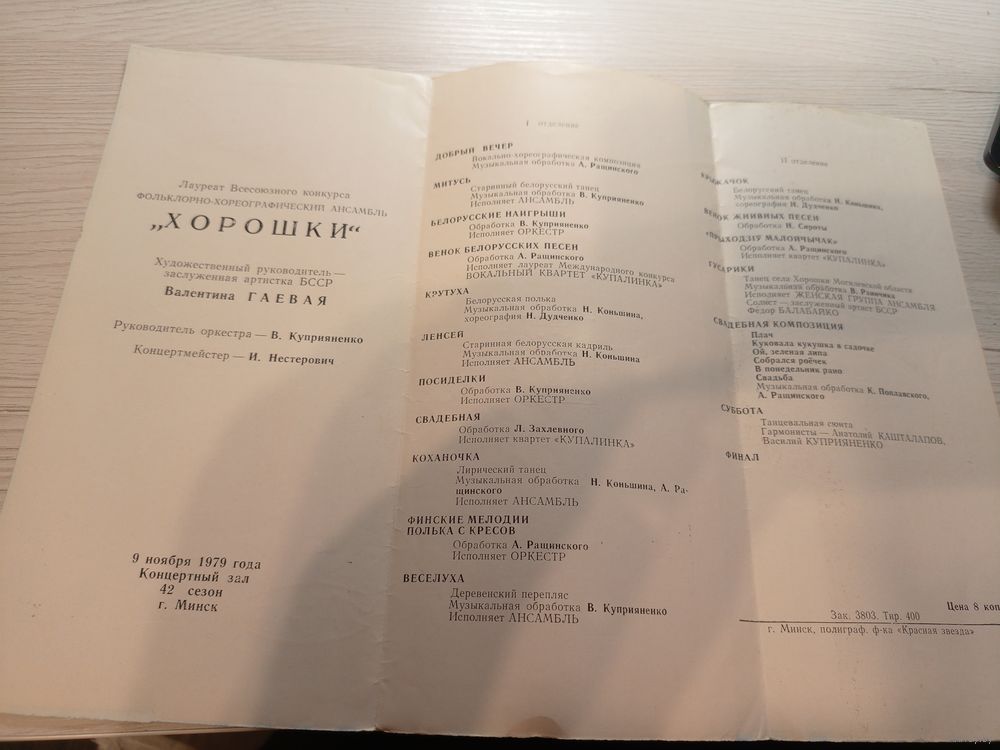 Лауреат Всесоюзного конкурса
ФОЛЬКЛОРНО-ХОРЕОГРАФИЧЕСКИЙ АНСАМБЛЬ
„ХОРОШКИ“
Художественный руководитель —
заслуженная артистка БССР
Валентина ГАЕВАЯ
Руководитель оркестра — В. Куприяненко
Концертмейстер — И. Нестерович
9 ноября 1979 года
Концертный зал
42 сезон
г. Минск
I отделение
ДОБРЫЙ ВЕЧЕР
Вокально-хореографическая композиция
Музыкальная обработка А. Ращинского
МИТУСЬ
Старинный белорусский танец
Музыкальная обработка В. Куприяненко
Исполняет АНСАМБЛЬ
БЕЛОРУССКИЕ НАИГРЫШИ
Обработка В. Куприяненко
Исполняет ОРКЕСТР
ВЕНОК БЕЛОРУССКИХ ПЕСЕН
Обработка А. Ращинского
Исполняет лауреат Международного конкурса
ВОКАЛЬНЫЙ КВАРТЕТ «КУПАЛИНКА»
КРУТУХА
Белорусская полька
Музыкальная обработка Н. Коньшина,
хореография Н. Дудченко
ЛЕНСЕЙ
Старинная белорусская кадриль
Музыкальная обработка Н. Коньшина
Исполняет АНСАМБЛЬ
ПОСИДЕЛКИ
Обработка В. Куприяненко
Исполняет ОРКЕСТР
СВАДЕБНАЯ
Обработка Л. Захлевного
Исполняет квартет «КУПАЛИНКА»
КОХАНОЧКА
Лирический танец
Музыкальная обработка Н. Коньшина, А. Ра-
щинского
Исполняет АНСАМБЛЬ
ФИНСКИЕ МЕЛОДИИ
ПОЛЬКА С КРЕСОВ
Обработка А. Ращинского
Исполняет ОРКЕСТР
ВЕСЕЛУХА
Деревенский перепляс
Музыкальная обработка В. Куприяненко
Исполняет АНСАМБЛЬ
II отделение
КРЫЖАЧОК
Белорусский танец
Музыкальная обработка Н. Коньшина,
хореография Н. Дудченко
ВЕНОК ЖНИВНЫХ ПЕСЕН
Обработка Н. Сироты
«ПРЫХОДЗІЎ МАЛОЙЧЫЧАК»
Обработка А. Ращинского
Исполняет квартет «КУПАЛИНКА»
ГУСАРИКИ
Танец села Хорошки Могилевской области
Музыкальная обработка В.
Исполняет ЖЕНСКАЯ ГРУППА АНСАМБЛЯ
Солист — заслуженный артист БССР
Федор БАЛАБАЙКО
СВАДЕБНАЯ КОМПОЗИЦИЯ
Плач
Куковала кукушка в садочке
Ой, зеленая липа
Собрался роёчек
В понедельник рано
Свадьба
Музыкальная обработка К. Поплавского,
А. Ращинского
СУББОТА
Танцевальная сюита
Гармонисты — Анатолий КАШТАЛАПОВ,
Василий КУПРИЯНЕНКО
ФИНАЛ
Цена 8 коп
Зак. 3803. Тир. 400
г. Минск, полиграф. ф-ка «Красная звезда»